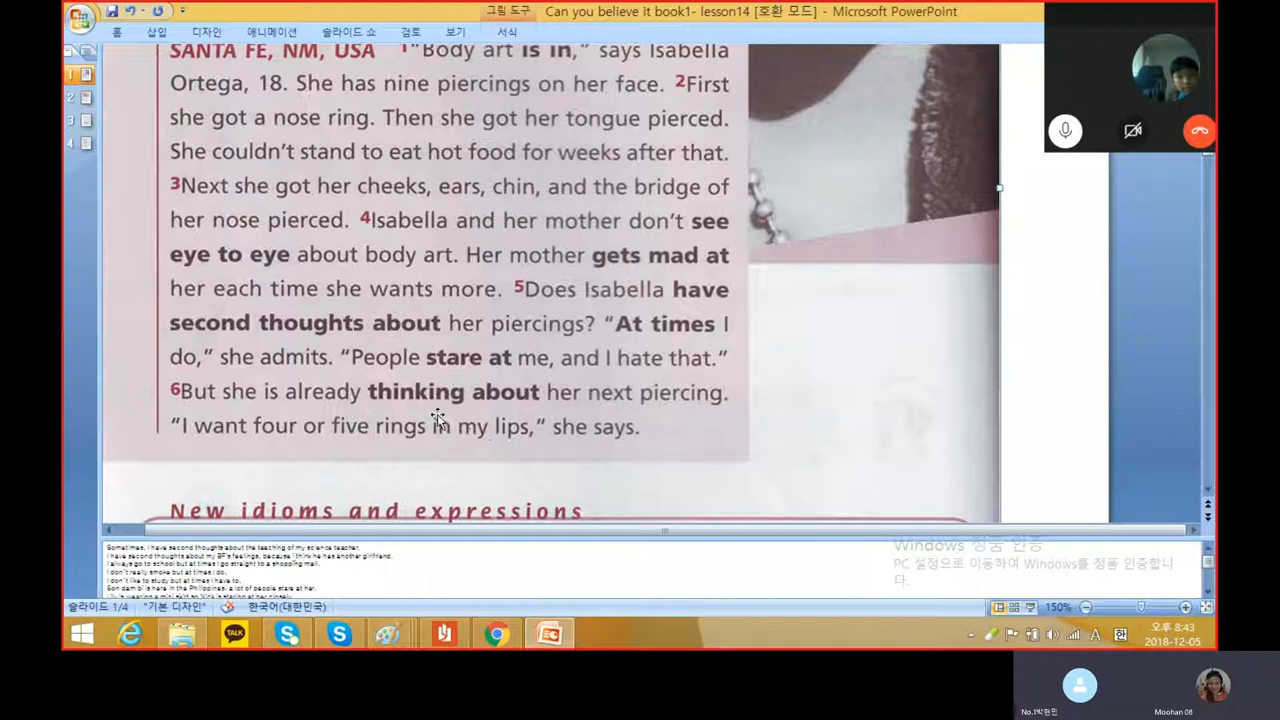 그림 도구
Can you believe it book1- lesson14 [호환 모드] - Microsoft PowerPoint
홈 삽입 디자인 애니메이션 슬라이드 쇼 검토 보기 서식
1
2
3
4
SANTA FE, NM, USA 1"Body art is in," says Isabella
Ortega, 18. She has nine piercings on her face. 2First
she got a nose ring. Then she got her tongue pierced.
She couldn't stand to eat hot food for weeks after that.
3Next she got her cheeks, ears, chin, and the bridge of
her nose pierced. 4Isabella and her mother don't see
eye to eye about body art. Her mother gets mad at
her each time she wants more. 5Does Isabella have
second thoughts about her piercings? "At times I
do," she admits. "People stare at me, and I hate that."
6But she is already thinking about her next piercing.
"I want four or five rings in my lips," she says.
New idioms and expressions
Sometimes, I have second thoughts about the teaching of my science teacher.
I have second thoughts about my BF's feelings, because I think he has another girlfriend.
I always go to school but at times I go straight to a shopping mall.
I don't really smoke but at times I do.
I don't like to study but at times I have to.
Windows 정품 인증
PC 설정으로 이동하여 Windows를 정품 인증합니
다.
슬라이드 1/4 "기본 디자인" 한국어(대한민국) 150%
TALK
A 한
오후 8:43
2018-12-05
No.1박현민
Moohan 08